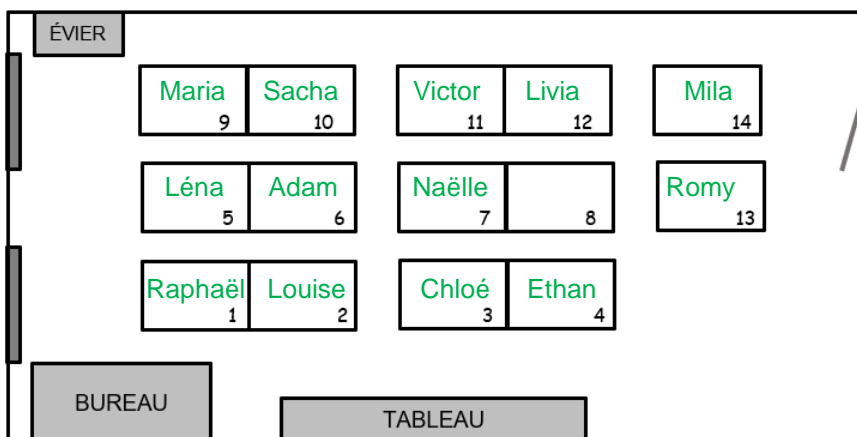 ÉVIER
Maria Sacha Victor Livia Mila
9 10 11 12 14
Léna Adam Naëlle Romy
5 6 7 8 13
Raphaël Louise Chloé Ethan
1 2 3 4
BUREAU
TABLEAU